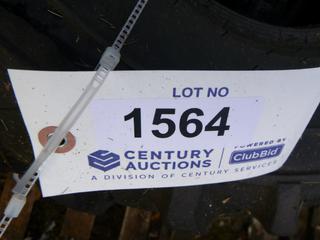 LOT NO
1564
CENTURY AUCTIONS
POWERED BY
ClubBid
A DIVISION OF CENTURY SERVICES